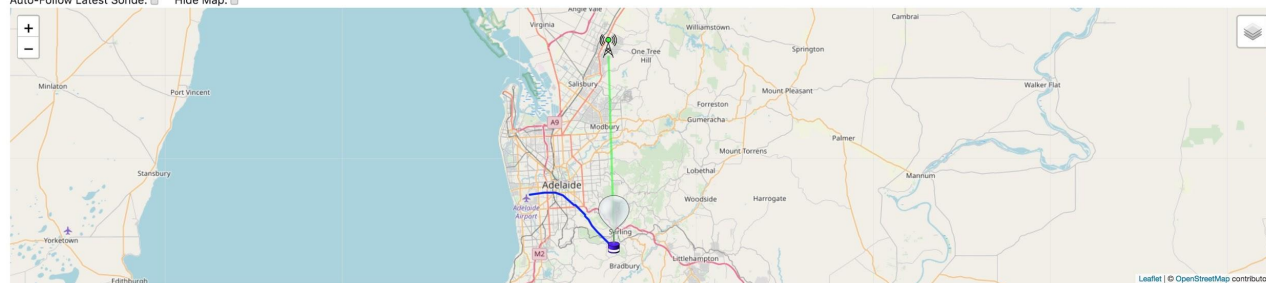 Auto-Follow Latest Sonde: Hide Map:
+
−
Angle Vale
Virginia
Williamstown
Cambrai
One Tree
Hill
Springton
Minlaton
Port Vincent
Salisbury
Mount Pleasant
Walker Flat
Forreston
A9
Modbury
Gumeracha
Palmer
Mount Torrens
Stansbury
Lobethal
Mannum
Adelaide
Woodside
Harrogate
Adelaide
Airport
Stirling
Yorketown
M2
Littlehampton
Bradbury
Edithburgh
Leaflet | © OpenStreetMap contributo